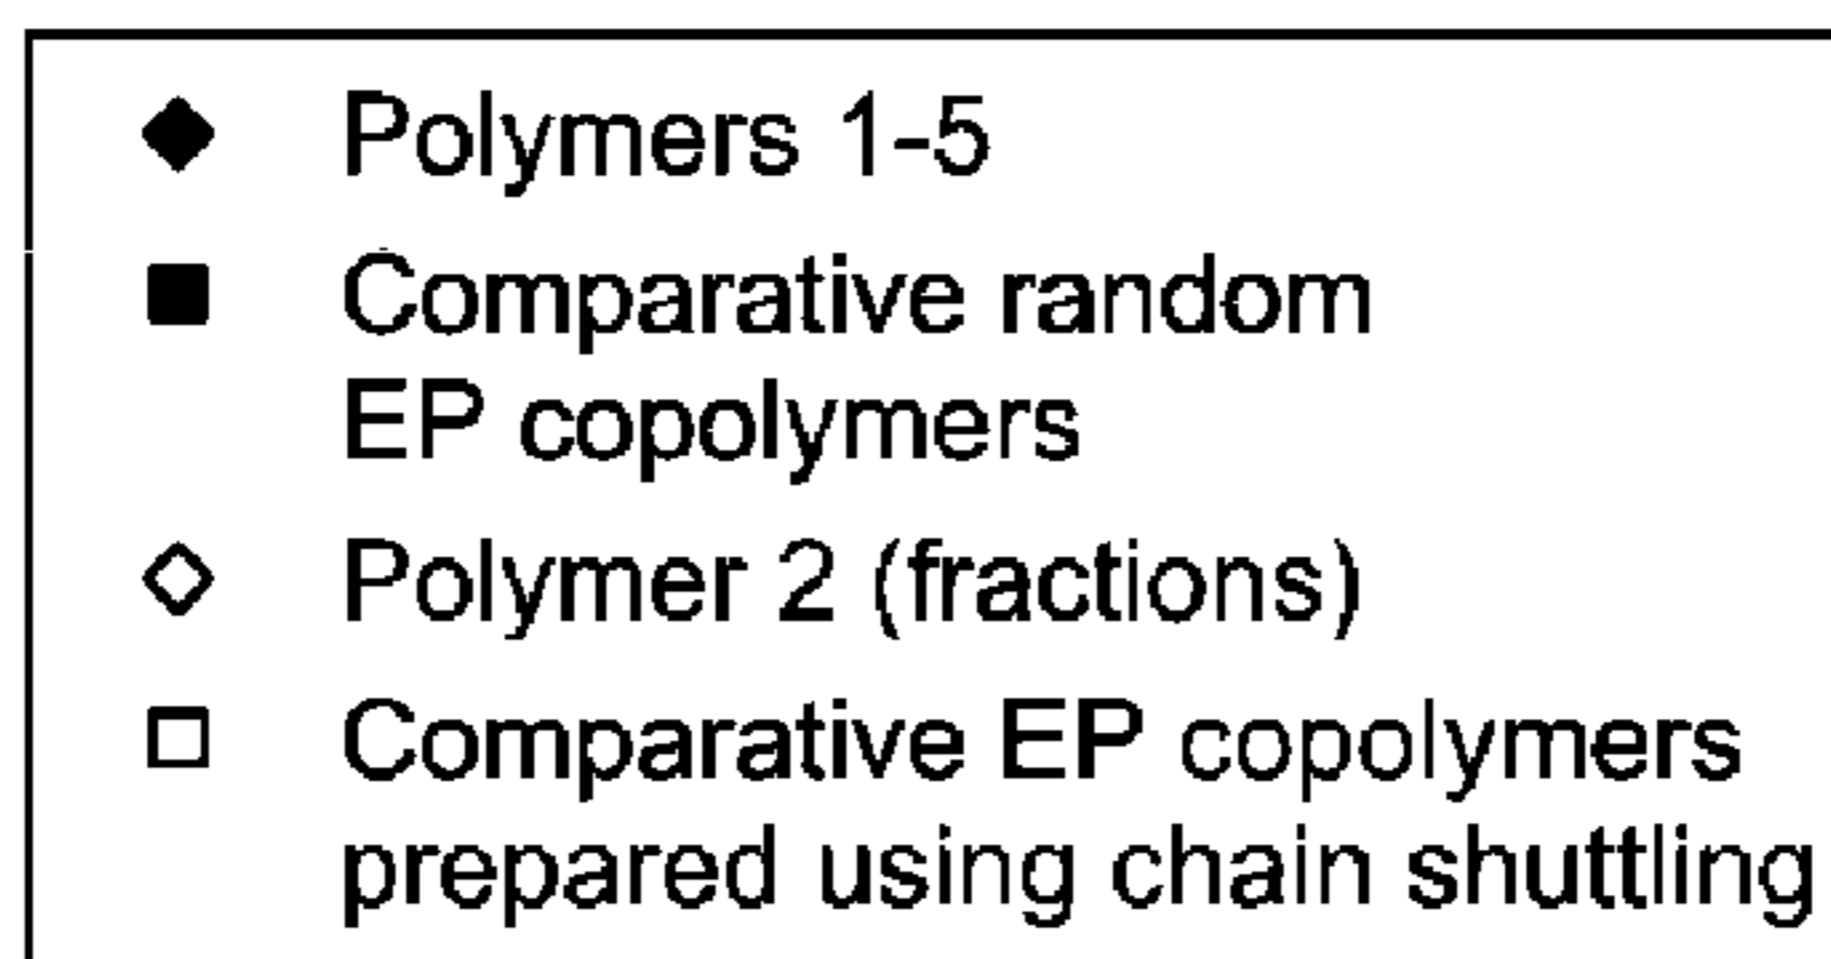 Polymers 1-5
Comparative random
EP copolymers
Polymer 2 (fractions)
Comparative EP copolymers
prepared using chain shuttling